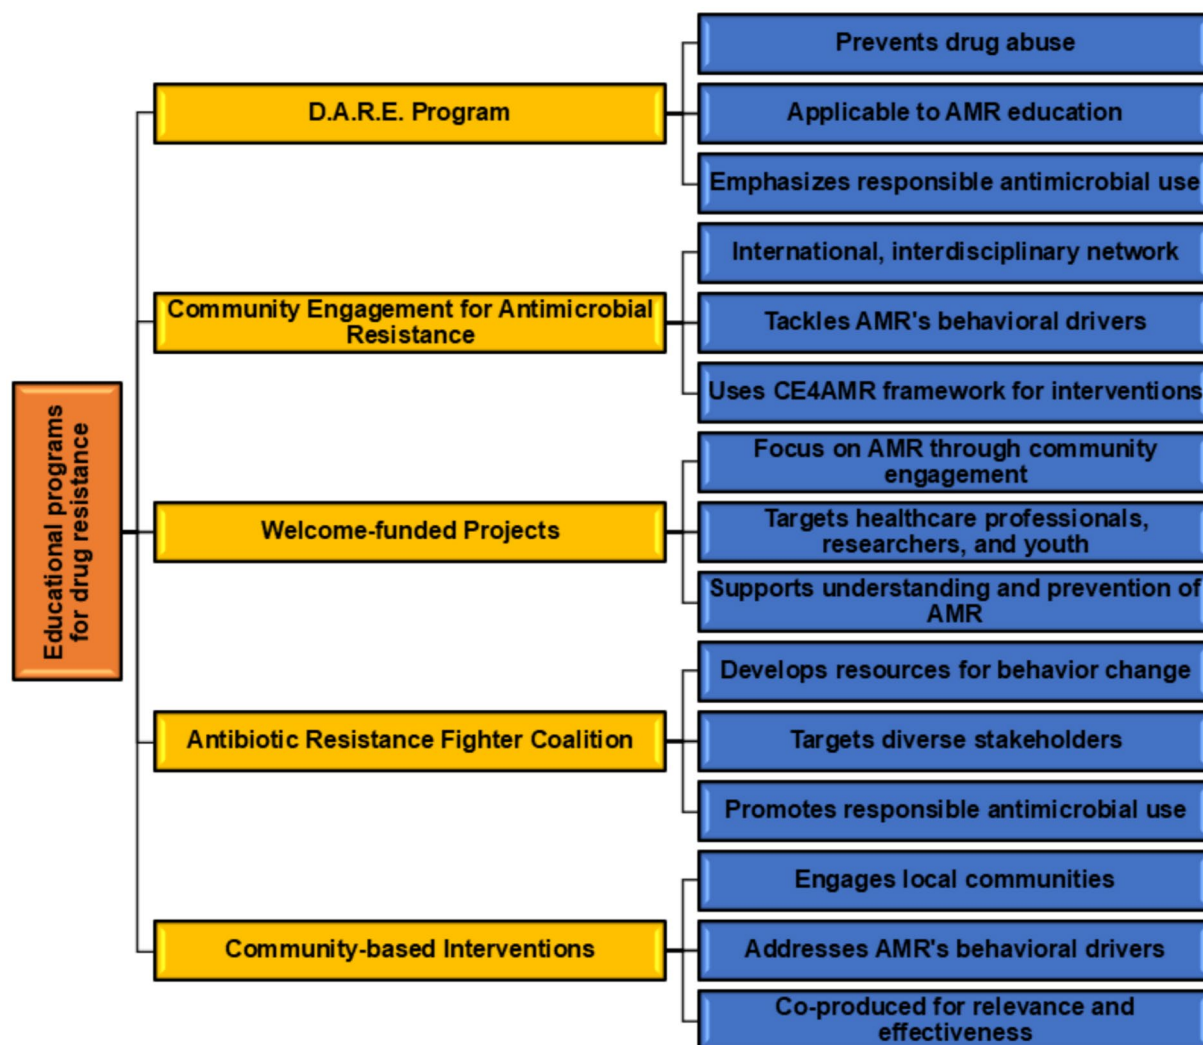 Educational programs
for drug resistance
D.A.R.E. Program
Prevents drug abuse
Applicable to AMR education
Emphasizes responsible antimicrobial use
Community Engagement for Antimicrobial
Resistance
International, interdisciplinary network
Tackles AMR's behavioral drivers
Uses CE4AMR framework for interventions
Welcome-funded Projects
Focus on AMR through community
engagement
Targets healthcare professionals,
researchers, and youth
Supports understanding and prevention of
AMR
Antibiotic Resistance Fighter Coalition
Develops resources for behavior change
Targets diverse stakeholders
Promotes responsible antimicrobial use
Community-based Interventions
Engages local communities
Addresses AMR's behavioral drivers
Co-produced for relevance and
effectiveness